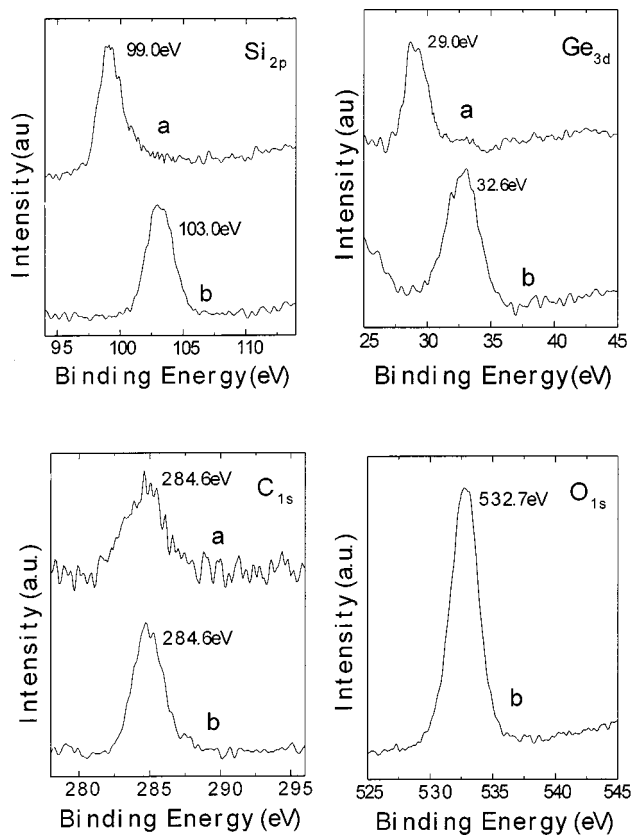 99.0eV
Si2p
a
103.0eV
b
Intensity(au)
95 100 105 110
Binding Energy(eV)
29.0eV
Ge3d
a
32.6eV
b
Intensity(au)
25 30 35 40 45
Binding Energy(eV)
284.6eV
C1s
a
284.6eV
b
Intensity(a.u.)
280 285 290 295
Binding Energy(eV)
532.7eV
O1s
b
Intensity(a.u.)
525 530 535 540 545
Binding Energy(eV)